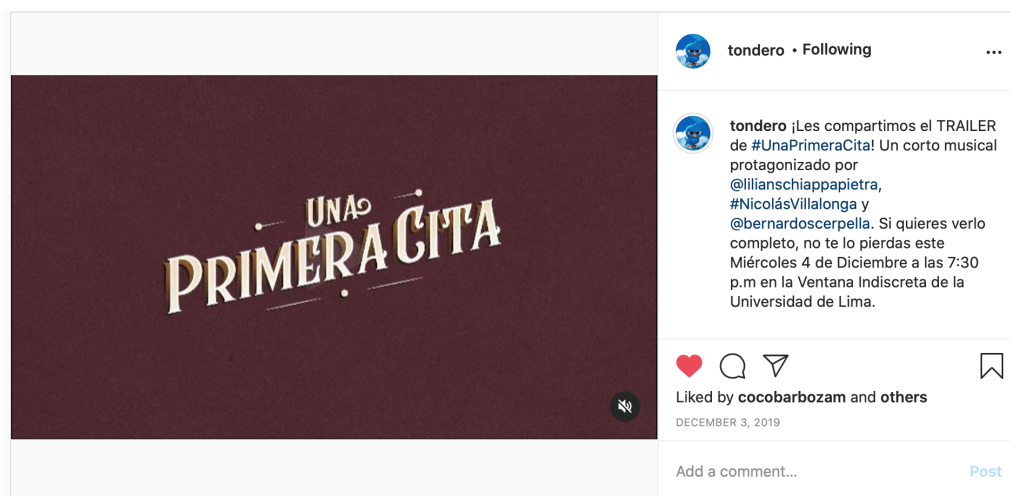 UNA
PRIMERA CITA
tondero • Following
tondero ¡Les compartimos el TRAILER
de #UnaPrimeraCita! Un corto musical
protagonizado por
@lilianschiappapietra,
#NicolásVillalonga y
@bernardoscerpella. Si quieres verlo
completo, no te lo pierdas este
Miércoles 4 de Diciembre a las 7:30
p.m en la Ventana Indiscreta de la
Universidad de Lima.
Liked by cocobarbozam and others
DECEMBER 3, 2019
Add a comment...
Post